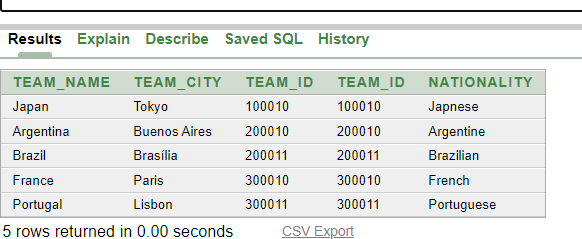 Results Explain Describe Saved SQL History
TEAM_NAME TEAM_CITY TEAM_ID TEAM_ID NATIONALITY
Japan Tokyo 100010 100010 Japnese
Argentina Buenos Aires 200010 200010 Argentine
Brazil Brasília 200011 200011 Brazilian
France Paris 300010 300010 French
Portugal Lisbon 300011 300011 Portuguese
5 rows returned in 0.00 seconds CSV Export